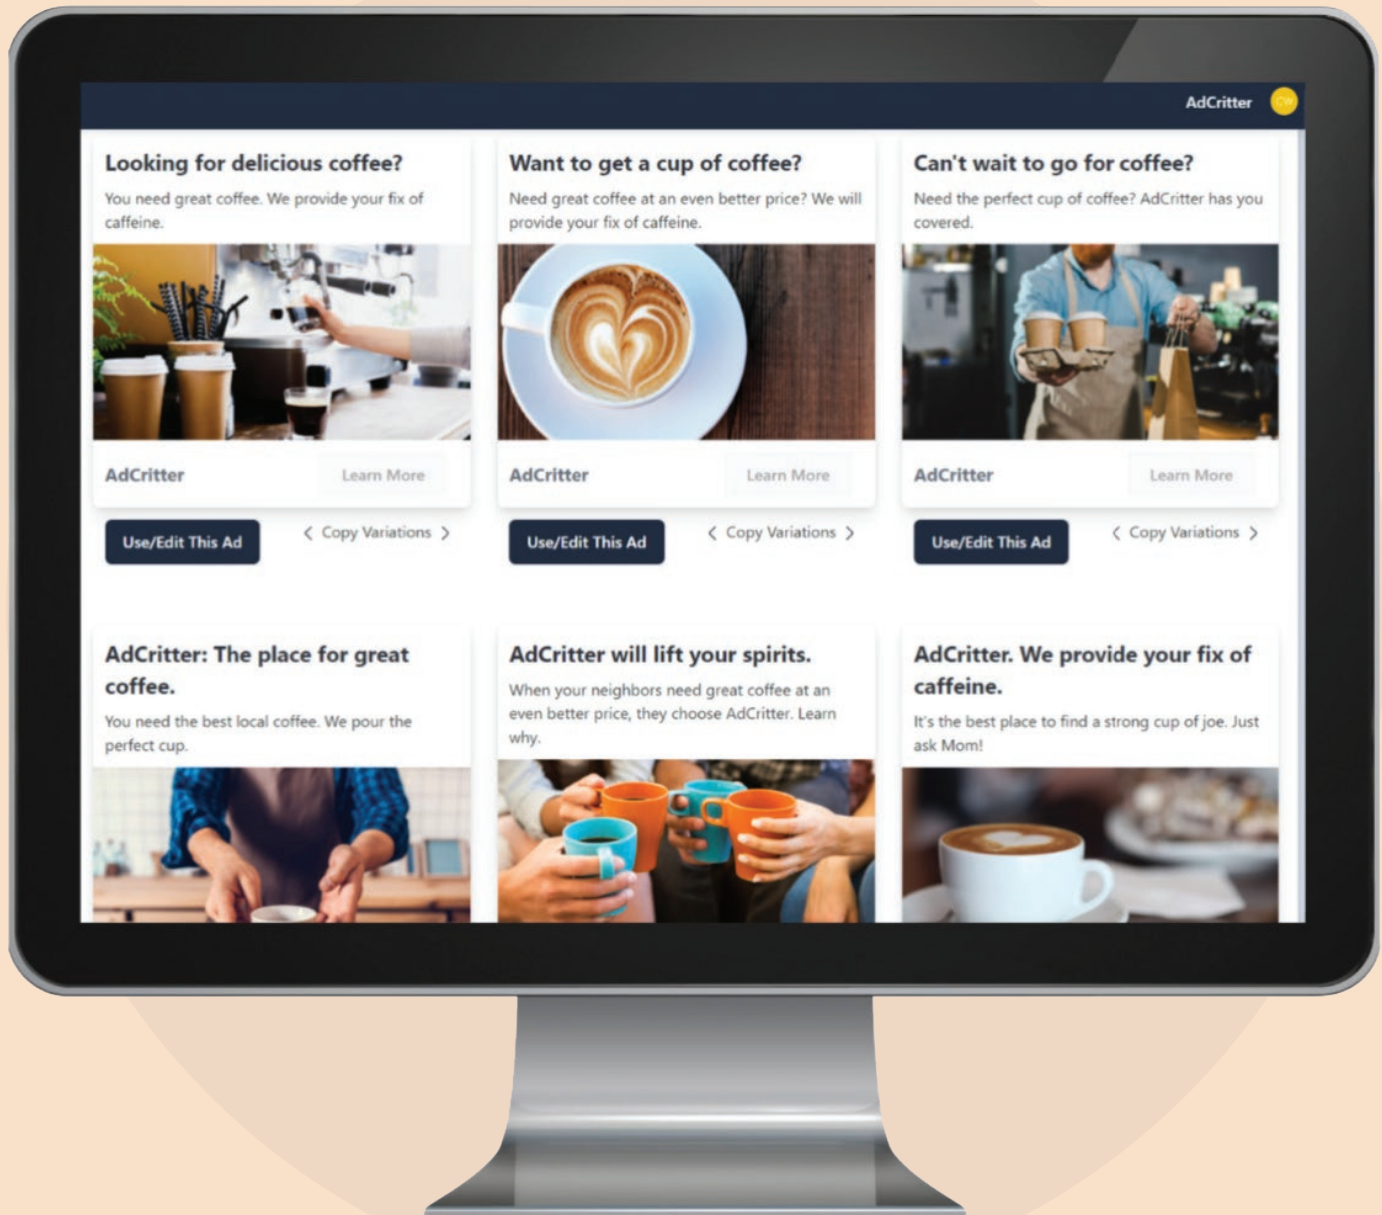 AdCritter
CW
Looking for delicious coffee?
You need great coffee. We provide your fix of
caffeine.
AdCritter
Learn More
Use/Edit This Ad
< Copy Variations >
Want to get a cup of coffee?
Need great coffee at an even better price? We will
provide your fix of caffeine.
AdCritter
Learn More
Use/Edit This Ad
< Copy Variations >
Can't wait to go for coffee?
Need the perfect cup of coffee? AdCritter has you
covered.
AdCritter
Learn More
Use/Edit This Ad
< Copy Variations >
AdCritter: The place for great
coffee.
You need the best local coffee. We pour the
perfect cup.
AdCritter will lift your spirits.
When your neighbors need great coffee at an
even better price, they choose AdCritter. Learn
why.
AdCritter. We provide your fix of
caffeine.
It's the best place to find a strong cup of joe. Just
ask Mom!